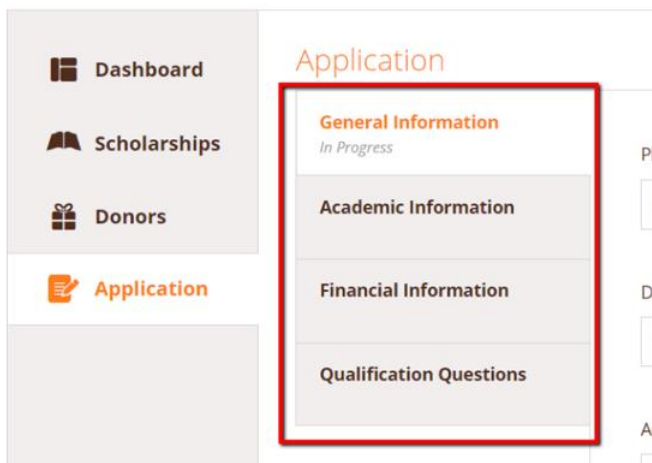 Dashboard
Scholarships
Donors
Application
Application
General Information
In Progress
Academic Information
Financial Information
Qualification Questions